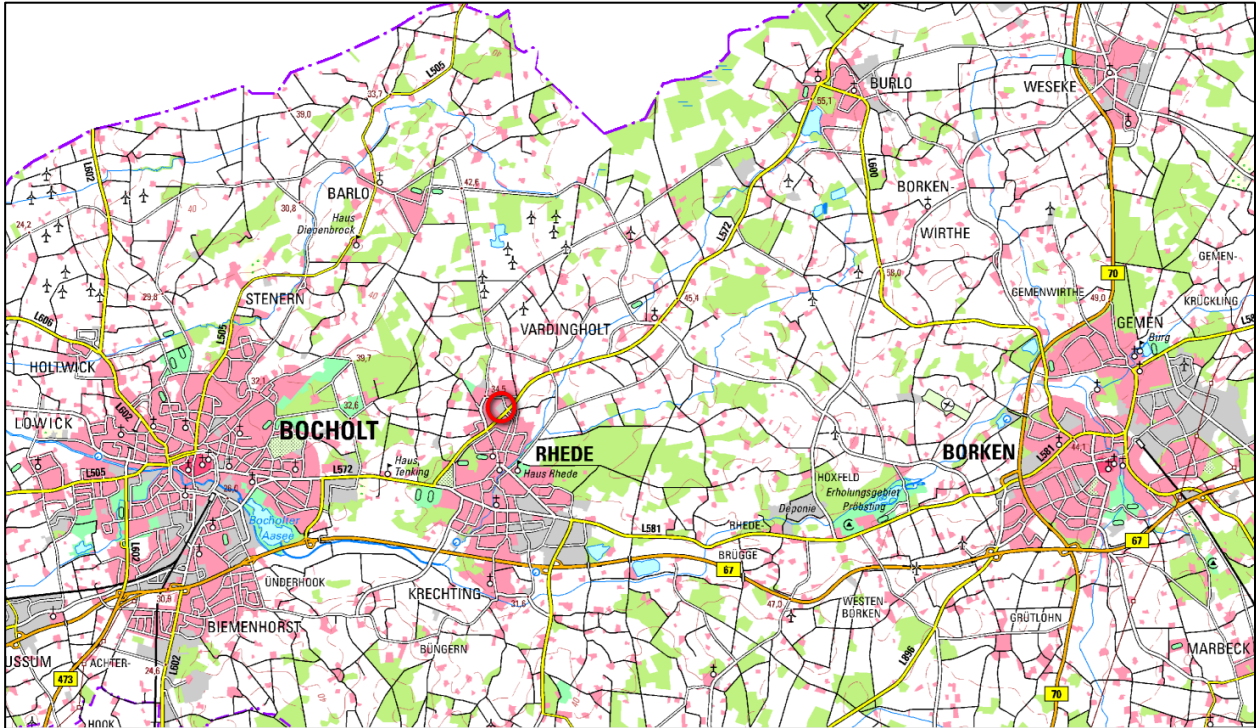 L505
33,7
BURLO
WESEKE
55,1
39,0
L602
BARLO
42,6
L600
BORKEN-
WIRTHE
24,2
40
30,8
Haus
Diepenbrock
L572
58,0
GEMEN-
70
GEMENWIRTHE
49,0
KRÜCKLING
29,8
STENERN
40
45,4
VARDINGHOLT
GEMEN
Burg
L606
L505
HOLTWICK
39,7
34,5
32,1
32,6
LOWICK
L602
BOCHOLT
RHEDE
BORKEN
L581
44,1
L505
L572
Haus
Tenking
Haus Rhede
HOXFELD
Erholungsgebiet
Pröbsting
Deponie
26,0
Bocholter
Aasee
L581
RHEDE-
BRÜGGE
67
67
L602
30,9
ÜNDERHOOK
KRECHTING
31,6
47,0
WESTEN-
BORKEN
GRÜTLOHN
BIEMENHORST
BÜNGERN
L896
MARBECK
USSUM
ACHTER-
24,6
L602
473
HOOK
70